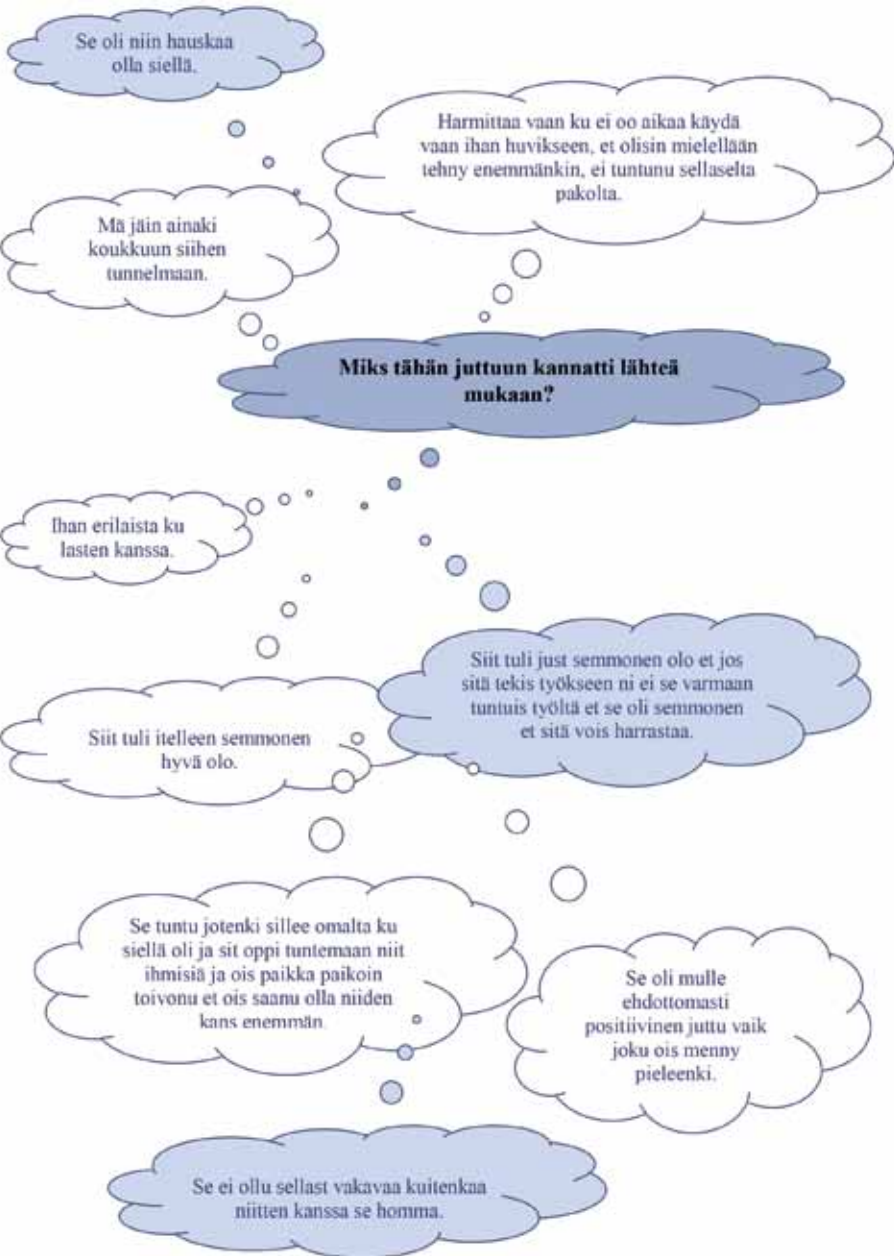 Se oli niin hauskaa
olla siellä.
Harmittaa vaan ku ei oo aikaa käydä
vaan ihan huvikseen, et olisin mielellään
tehny enemmänkin, ei tuntunu sellaselta
pakolta.
Mä jäin ainaki
koukkuun siihen
tunnelmaan.
Miks tähän juttuun kannatti lähteä
mukaan?
Ihan erilaista ku
lasten kanssa.
Siit tuli just semmonen olo et jos
sitä tekis työkseen ni ei se varmaan
tuntuis työltä et se oli semmonen
et sitä vois harrastaa.
Siit tuli itelleen semmonen
hyvä olo.
Se tuntu jotenki sillee omalta ku
siellä oli ja sit oppi tuntemaan niit
ihmisiä ja ois paikka paikoin
toivonu et ois saanu olla niiden
kans enemmän.
Se oli mulle
ehdottomasti
positiivinen juttu vaik
joku ois menny
pieleenki.
Se ei ollu sellast vakavaa kuitenkaa
niitten kanssa se homma.